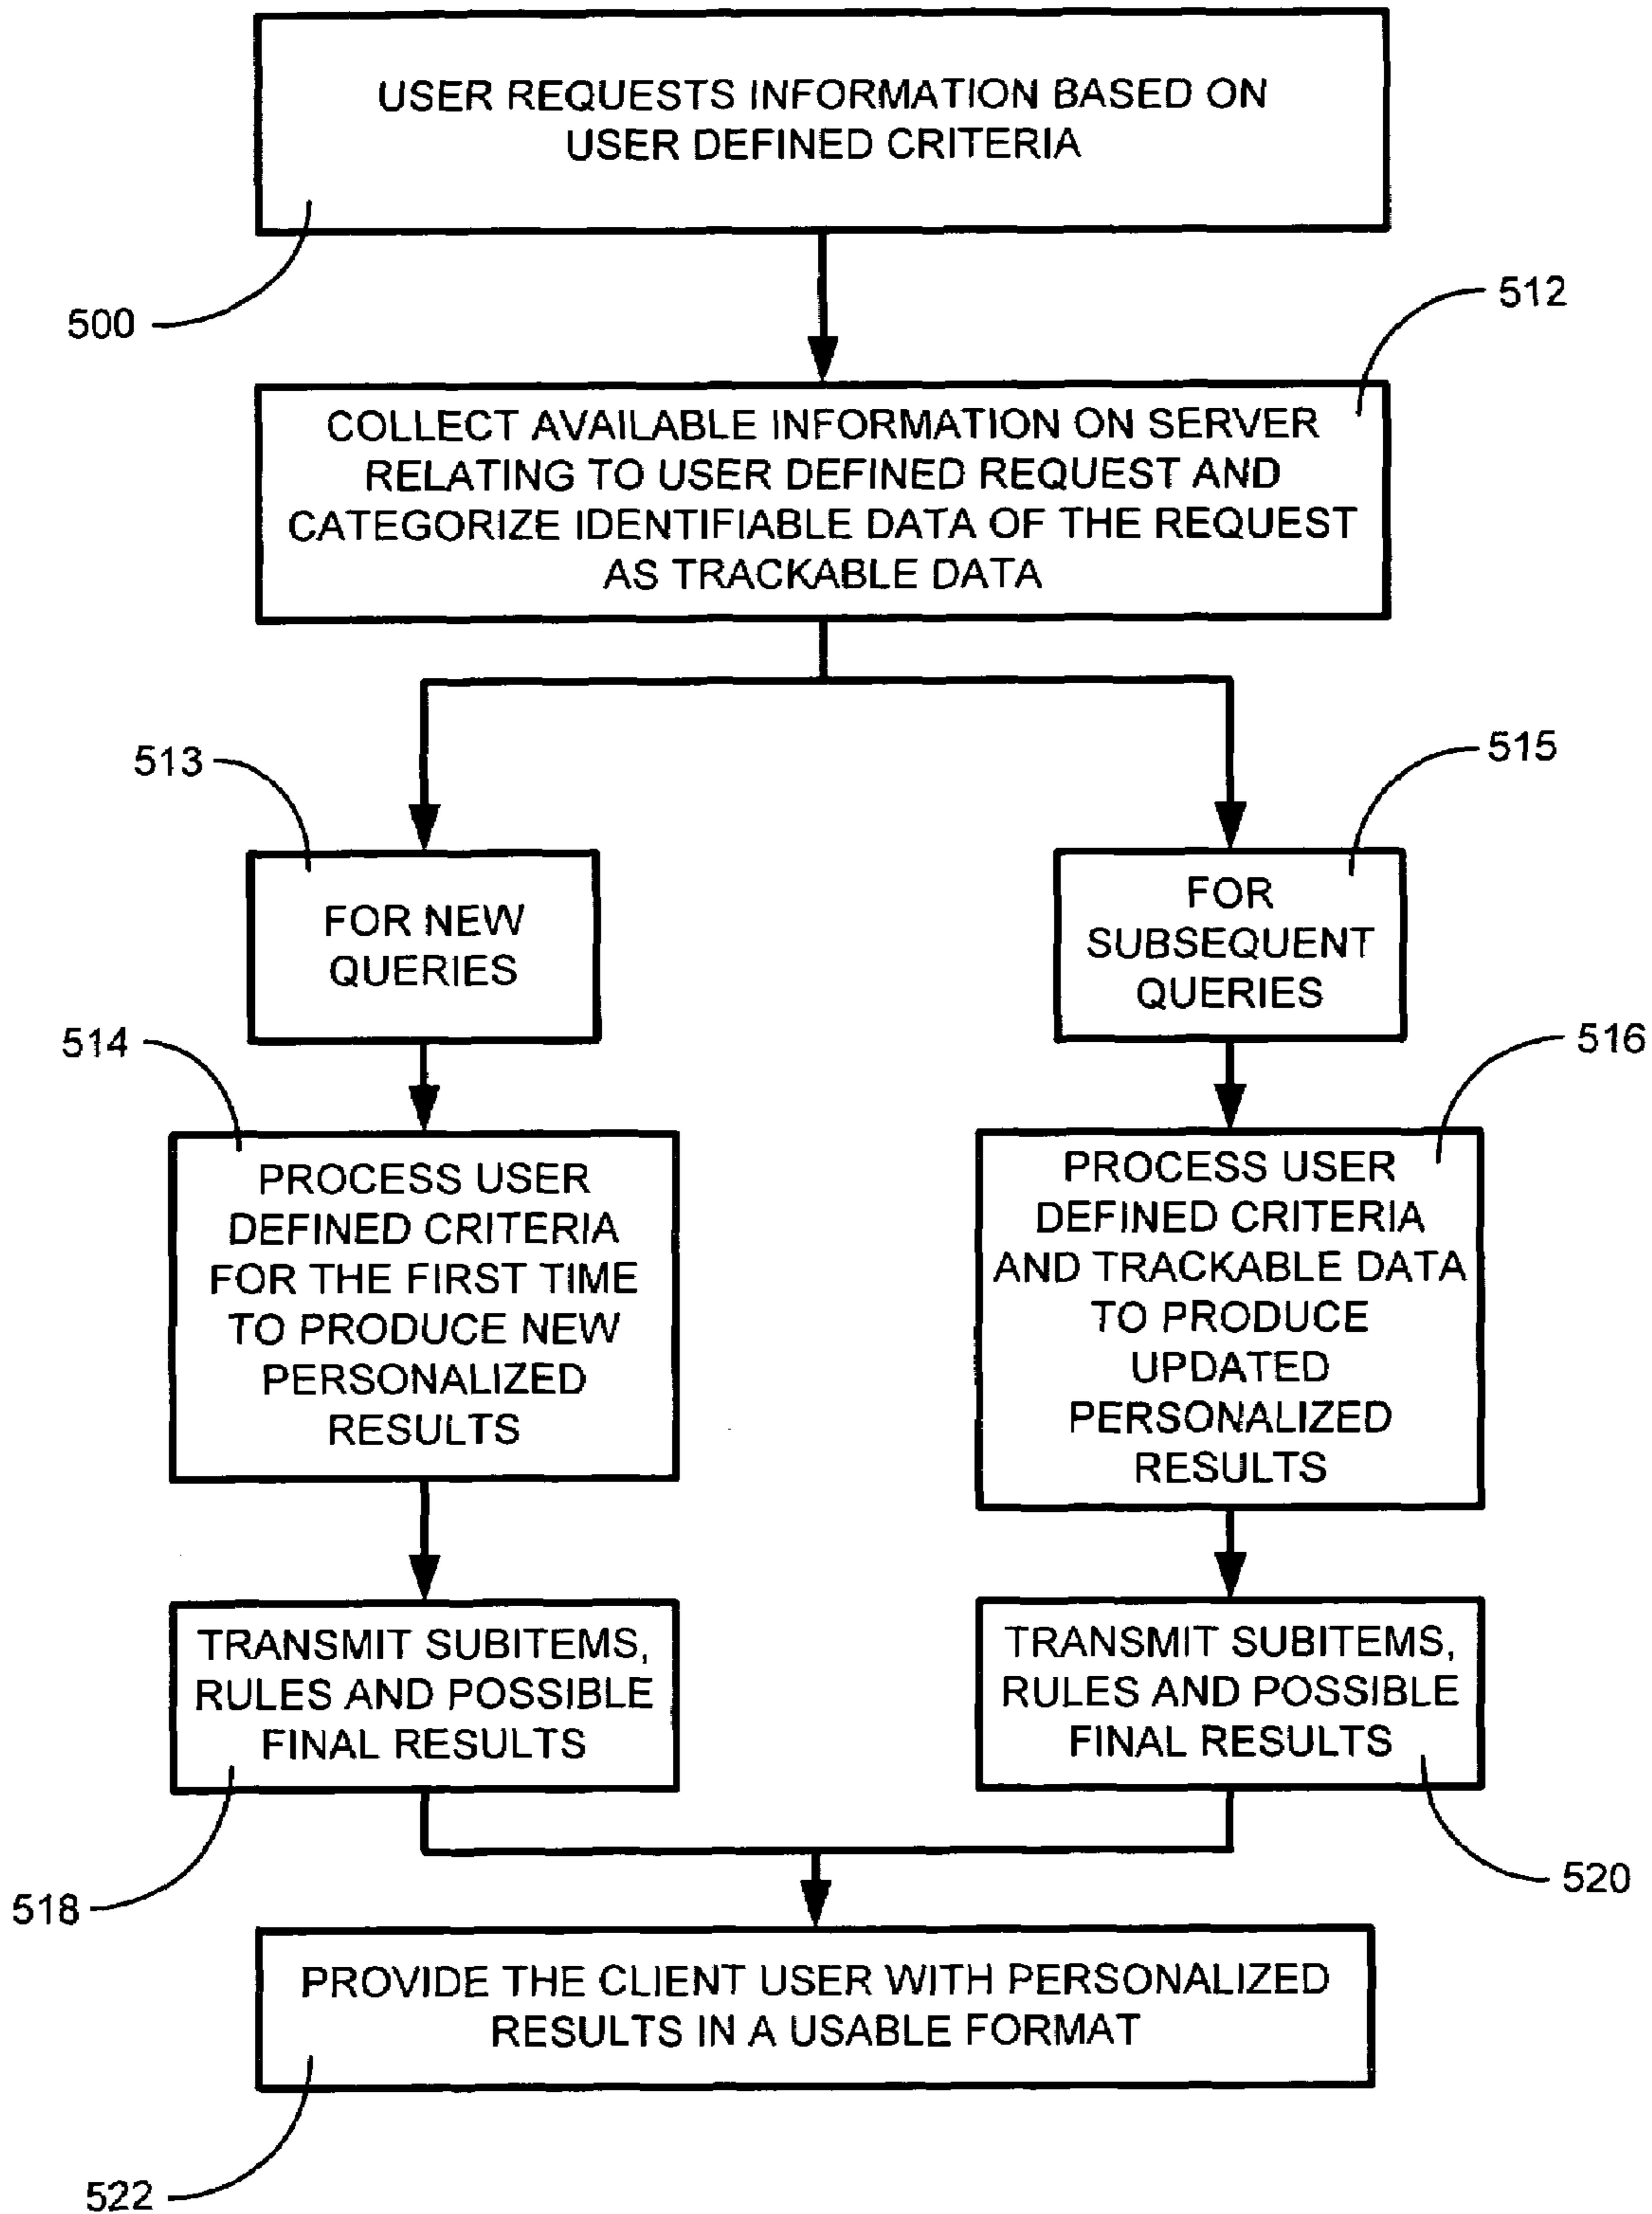 USER REQUESTS INFORMATION BASED ON
USER DEFINED CRITERIA
500
512
COLLECT AVAILABLE INFORMATION ON SERVER
RELATING TO USER DEFINED REQUEST AND
CATEGORIZE IDENTIFIABLE DATA OF THE REQUEST
AS TRACKABLE DATA
513
515
FOR NEW
QUERIES
FOR
SUBSEQUENT
QUERIES
514
516
PROCESS USER
DEFINED CRITERIA
FOR THE FIRST TIME
TO PRODUCE NEW
PERSONALIZED
RESULTS
PROCESS USER
DEFINED CRITERIA
AND TRACKABLE DATA
TO PRODUCE
UPDATED
PERSONALIZED
RESULTS
TRANSMIT SUBITEMS,
RULES AND POSSIBLE
FINAL RESULTS
TRANSMIT SUBITEMS,
RULES AND POSSIBLE
FINAL RESULTS
518
520
PROVIDE THE CLIENT USER WITH PERSONALIZED
RESULTS IN A USABLE FORMAT
522